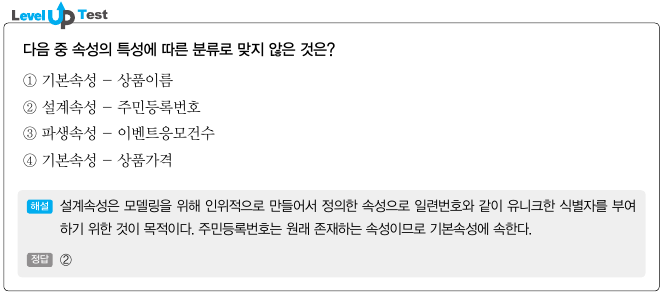 Level Up Test
다음 중 속성의 특성에 따른 분류로 맞지 않은 것은?
① 기본속성 – 상품이름
② 설계속성 – 주민등록번호
③ 파생속성 – 이벤트응모건수
④ 기본속성 – 상품가격
해설 설계속성은 모델링을 위해 인위적으로 만들어서 정의한 속성으로 일련번호와 같이 유니크한 식별자를 부여
하기 위한 것이 목적이다. 주민등록번호는 원래 존재하는 속성이므로 기본속성에 속한다.
정답 ②